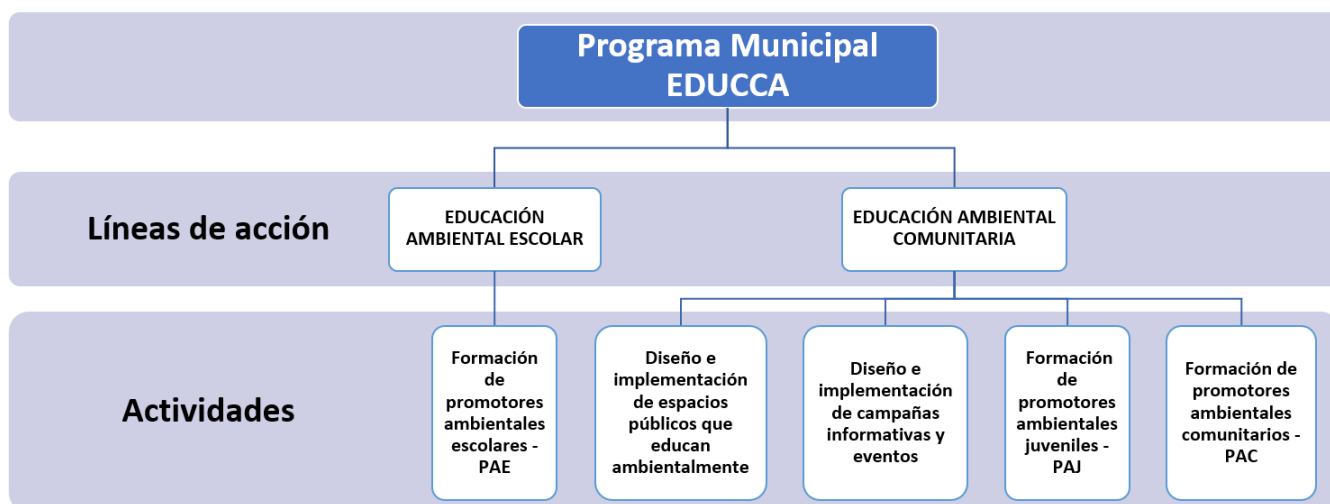 Programa Municipal
EDUCCA
Líneas de acción
EDUCACIÓN
AMBIENTAL ESCOLAR
EDUCACIÓN AMBIENTAL
COMUNITARIA
Actividades
Formación
de
promotores
ambientales
escolares -
PAE
Diseño e
implementación
de espacios
públicos que
educan
ambientalmente
Diseño e
implementación
de campañas
informativas y
eventos
Formación
de
promotores
ambientales
juveniles -
PAJ
Formación de
promotores
ambientales
comunitarios -
PAC